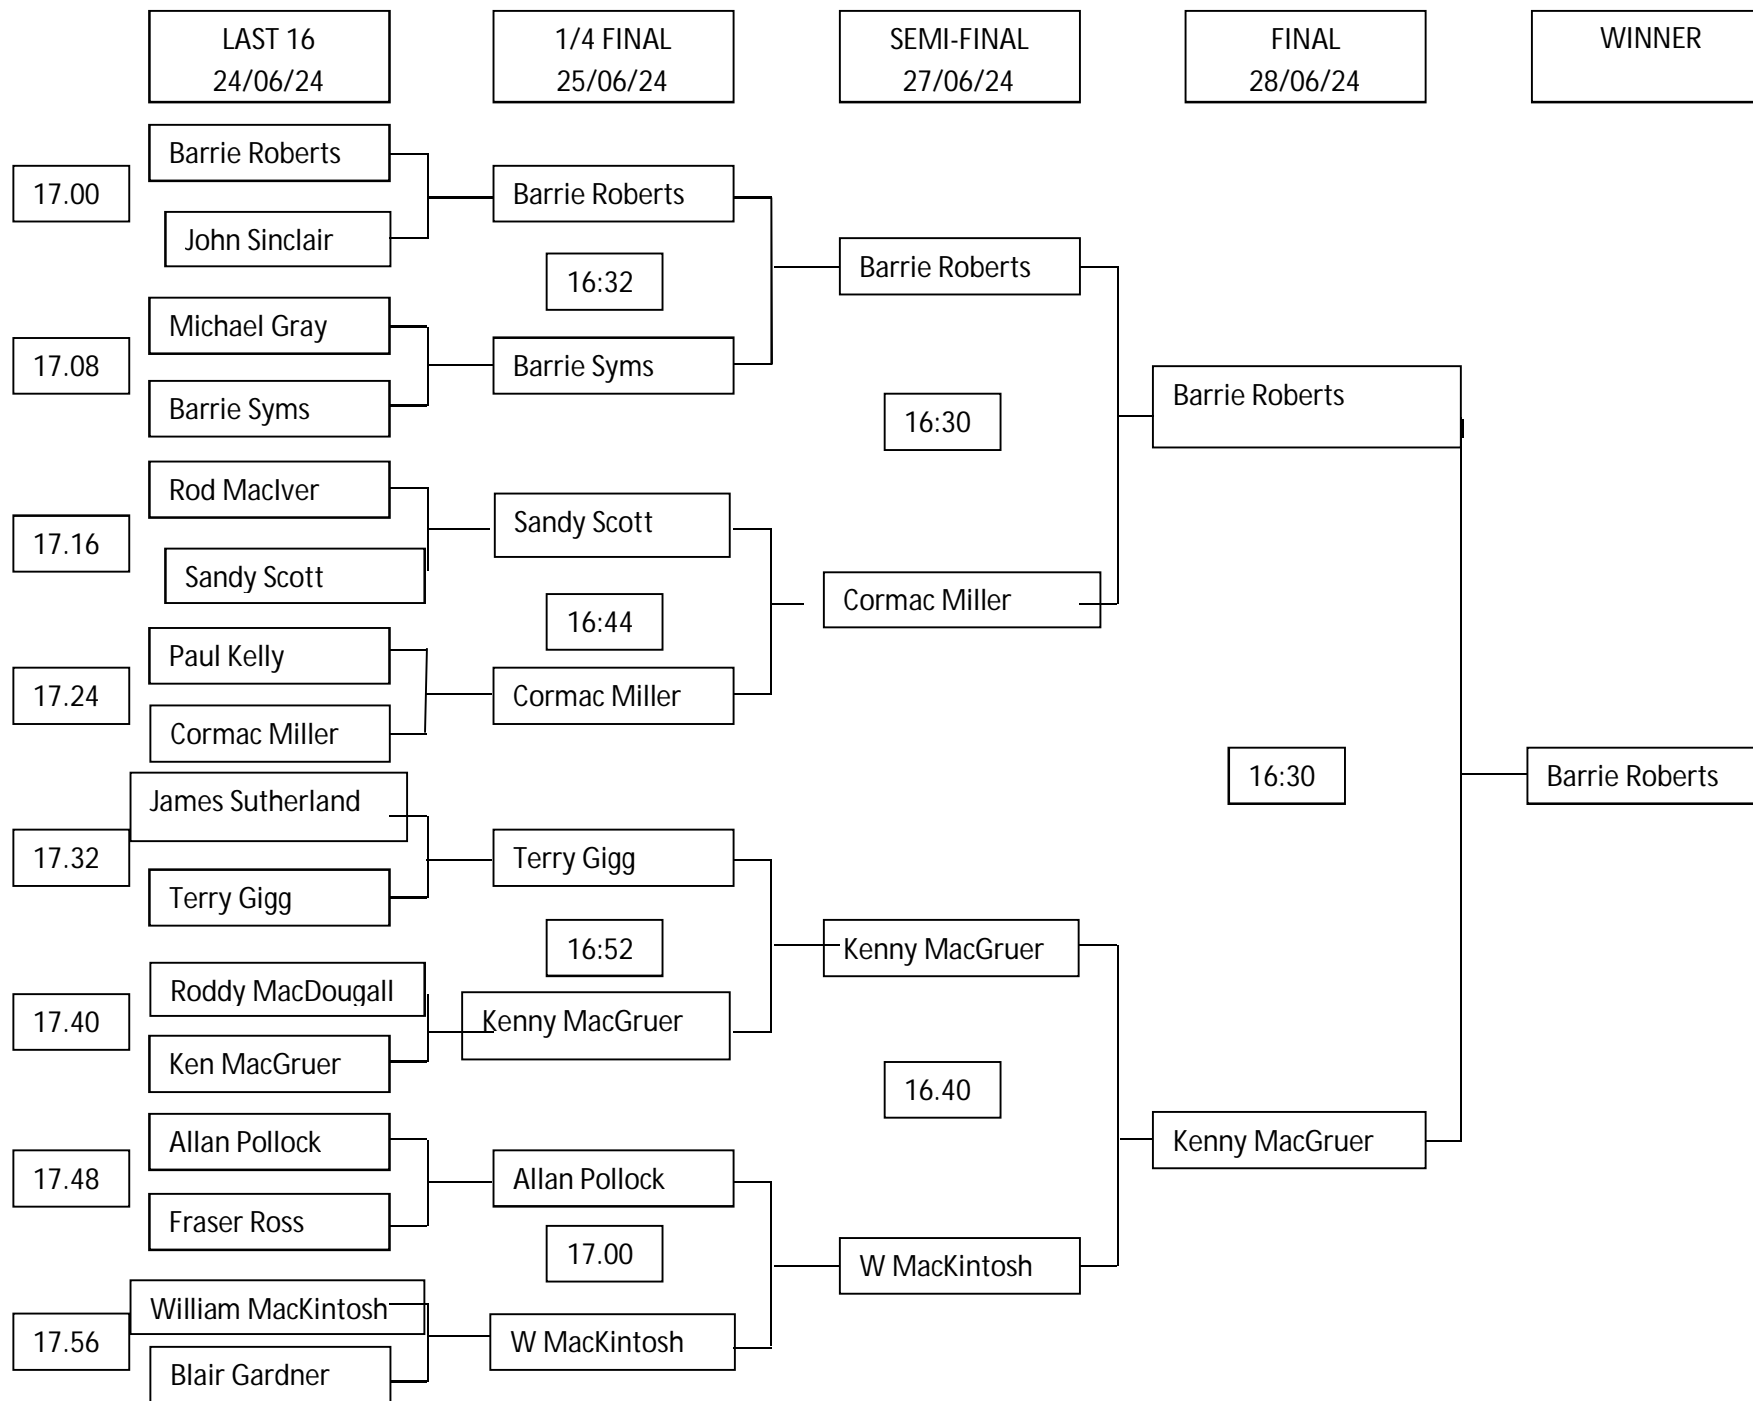 LAST 16
24/06/24
1/4 FINAL
25/06/24
SEMI-FINAL
27/06/24
FINAL
28/06/24
WINNER
17.00
Barrie Roberts
John Sinclair
17.08
Michael Gray
Barrie Syms
17.16
Rod MacIver
Sandy Scott
17.24
Paul Kelly
Cormac Miller
17.32
James Sutherland
Terry Gigg
17.40
Roddy MacDougall
Ken MacGruer
17.48
Allan Pollock
Fraser Ross
17.56
William MacKintosh
Blair Gardner
Barrie Roberts
16:32
Barrie Syms
Sandy Scott
16:44
Cormac Miller
Terry Gigg
16:52
Kenny MacGruer
Allan Pollock
17.00
W MacKintosh
Barrie Roberts
16:30
Cormac Miller
Kenny MacGruer
16.40
W MacKintosh
Barrie Roberts
16:30
Kenny MacGruer
Barrie Roberts